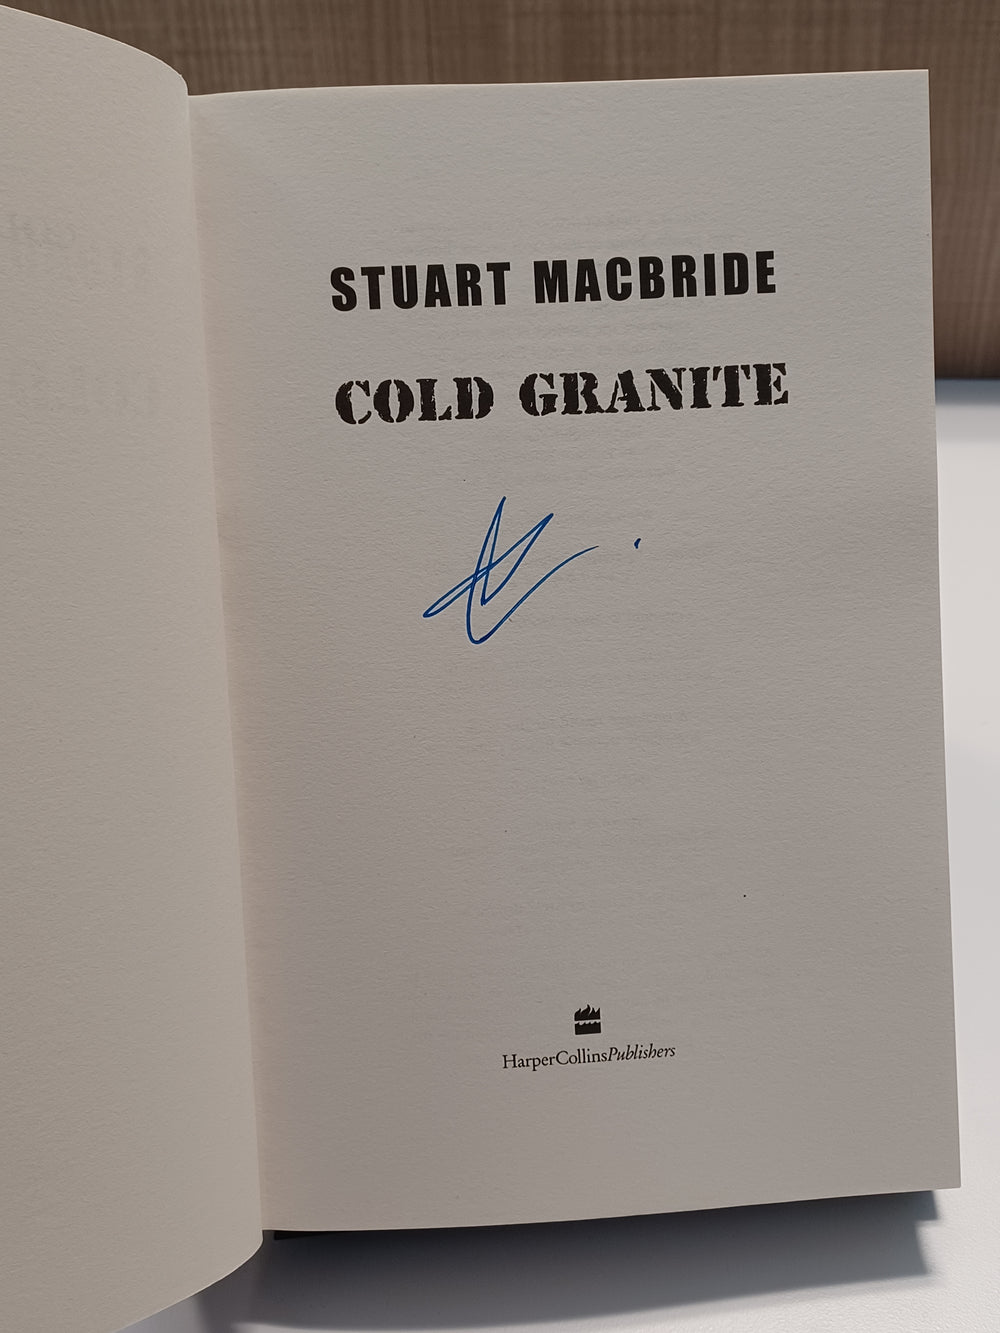 STUART MACBRIDE
COLD GRANITE
HarperCollinsPublishers